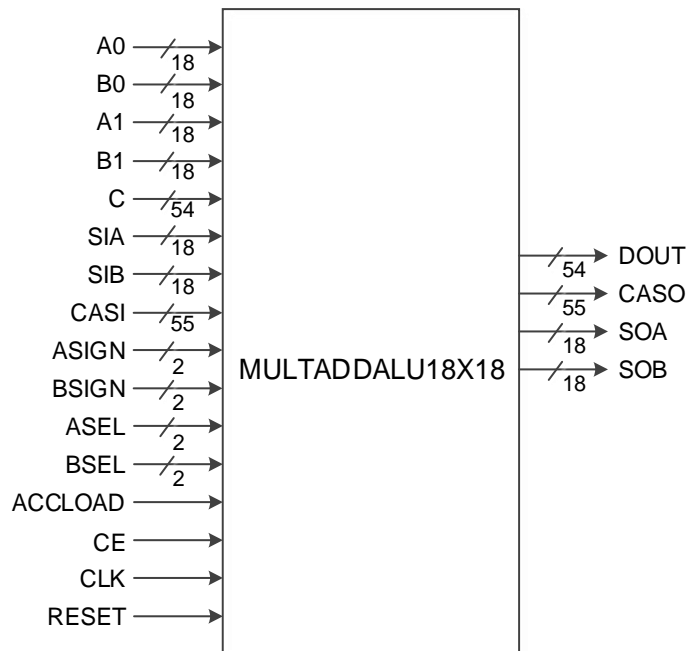 A0
18
B0
18
A1
18
B1
18
C
54
SIA
18
SIB
18
CASI
55
ASIGN
2
BSIGN
2
ASEL
2
BSEL
2
ACCLOAD
CE
CLK
RESET
MULTADDALU18X18
DOUT
54
CASO
55
SOA
18
SOB
18